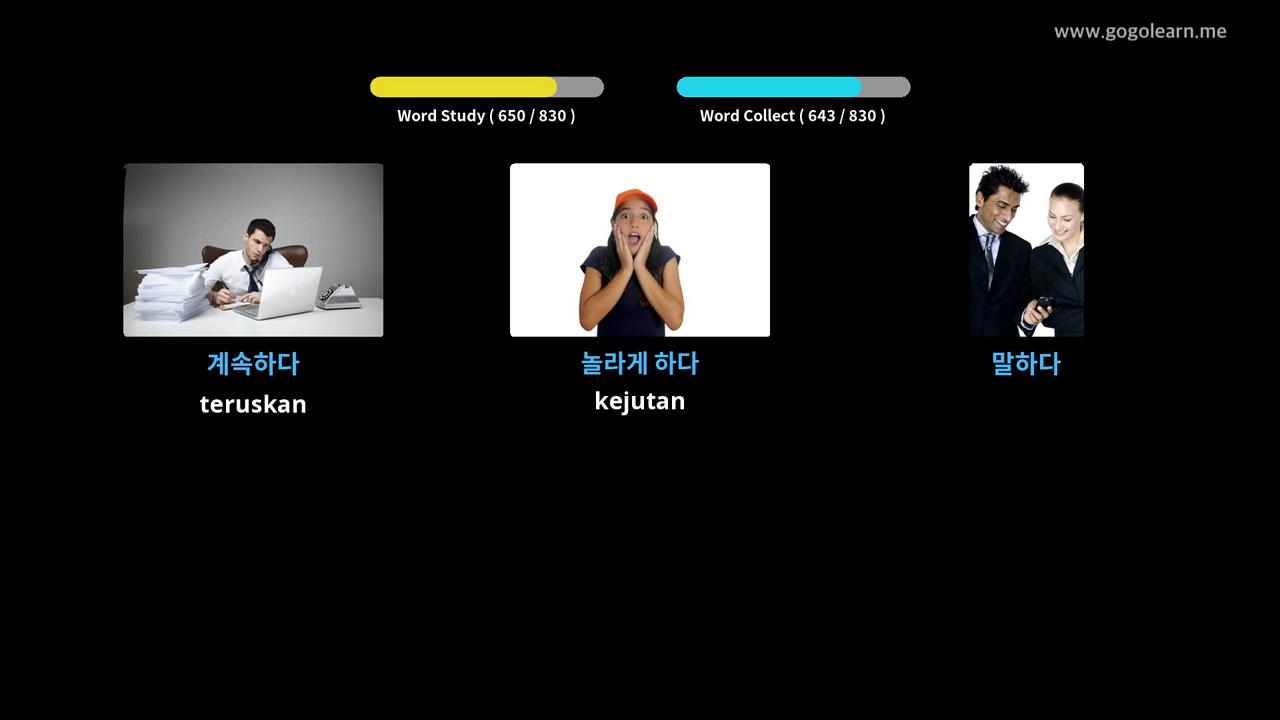 www.gogolearn.me
Word Study ( 650 / 830 )
Word Collect ( 643 / 830 )
계속하다
놀라게 하다
말하다
teruskan
kejutan